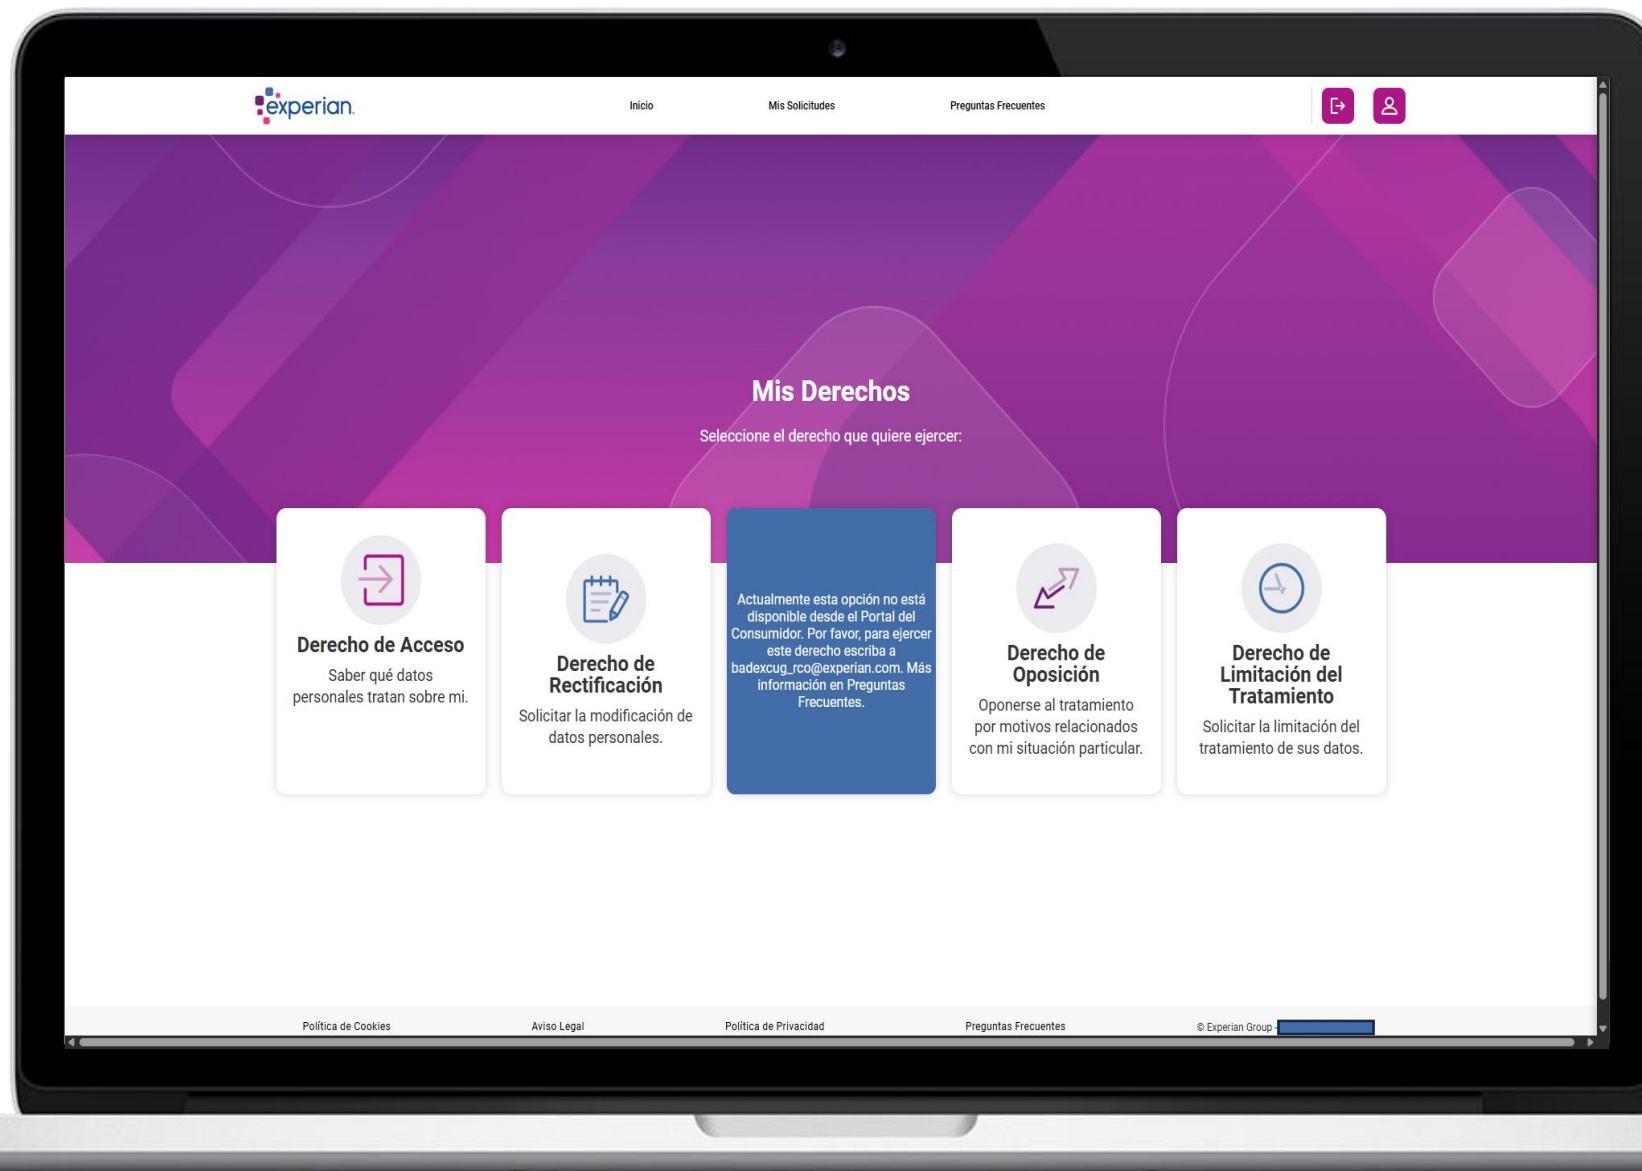 experian.
Inicio
Mis Solicitudes
Preguntas Frecuentes
Mis Derechos
Seleccione el derecho que quiere ejercer:
Derecho de Acceso
Saber qué datos
personales tratan sobre mi.
Derecho de
Rectificación
Solicitar la modificación de
datos personales.
Actualmente esta opción no está
disponible desde el Portal del
Consumidor. Por favor, para ejercer
este derecho escriba a
badexcug_rco@experian.com. Más
información en Preguntas
Frecuentes.
Derecho de
Oposición
Oponerse al tratamiento
por motivos relacionados
con mi situación particular.
Derecho de
Limitación del
Tratamiento
Solicitar la limitación del
tratamiento de sus datos.
Política de Cookies
Aviso Legal
Política de Privacidad
Preguntas Frecuentes
© Experian Group -